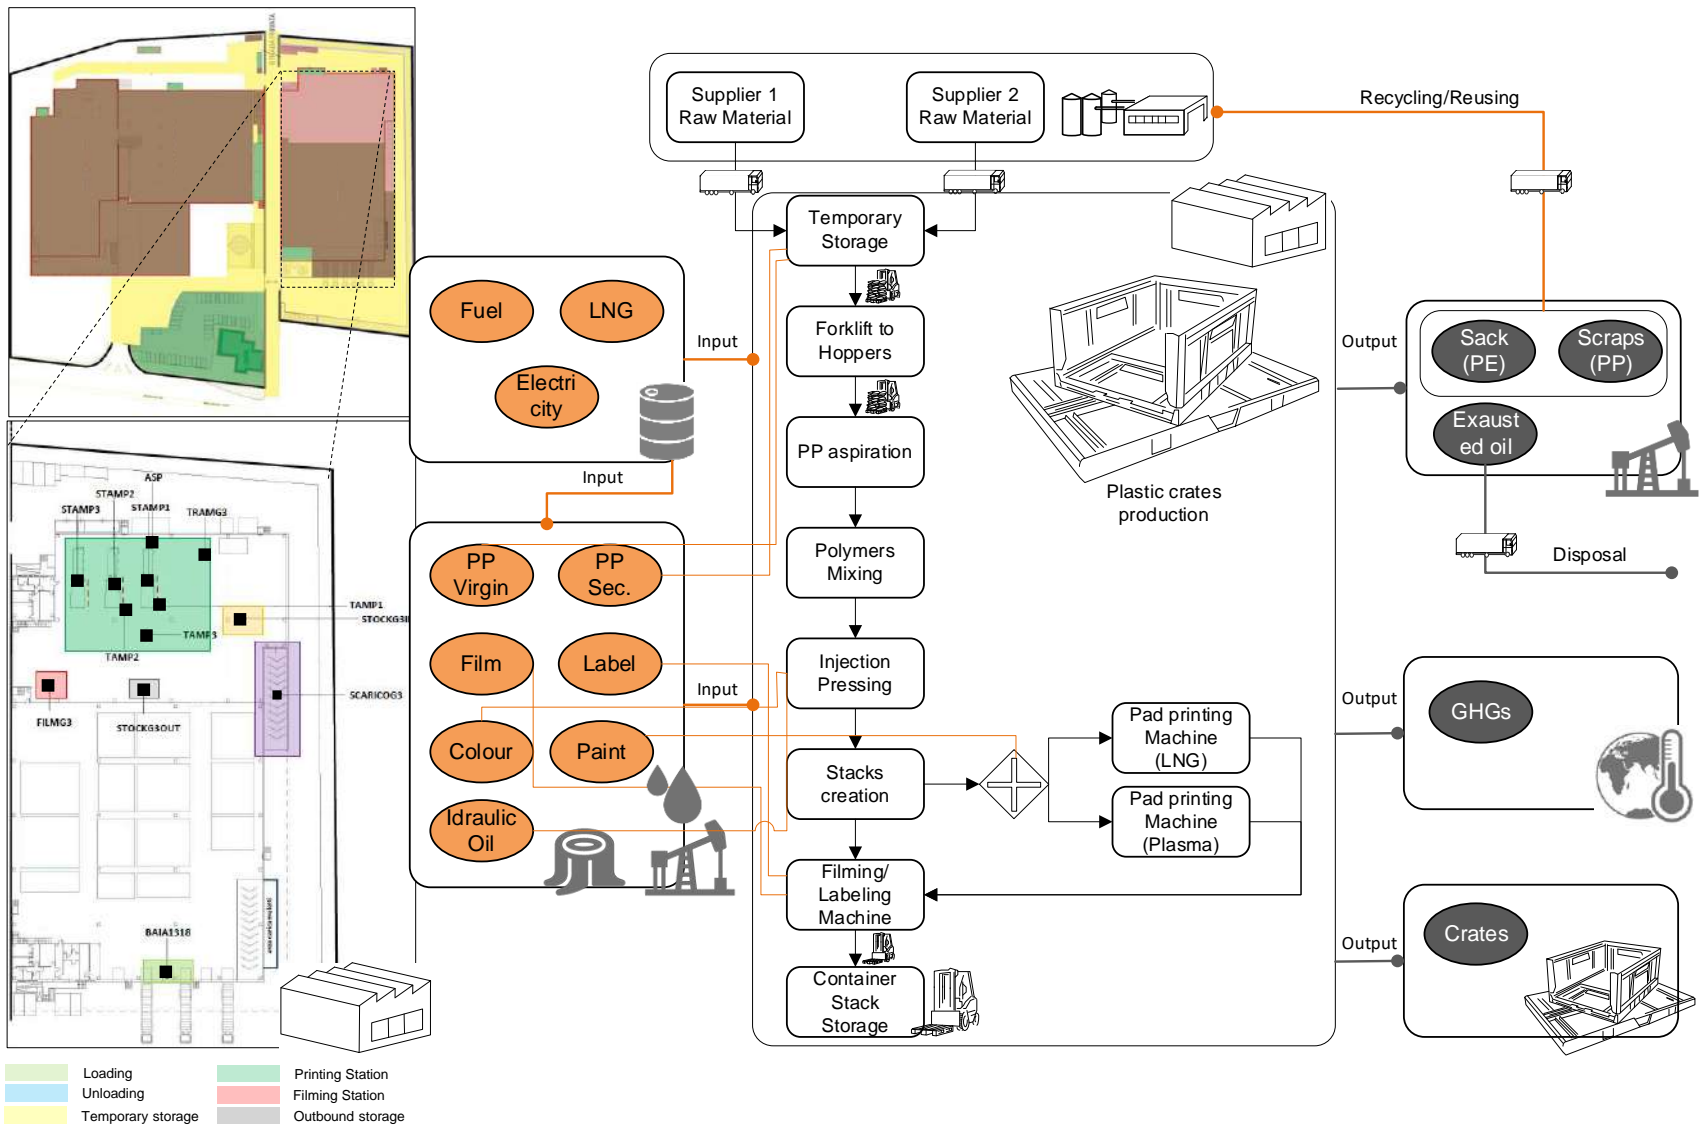 Supplier 1
Raw Material
Supplier 2
Raw Material
Recycling/Reusing
Temporary
Storage
Fuel
LNG
Electri
city
Input
Input
Forklift to
Hoppers
PP aspiration
Plastic crates
production
Output
Sack
(PE)
Scraps
(PP)
Exaust
ed oil
Disposal
ASP
STAMP2
STAMP3
STAMP1
TRAMG3
TAMP1
STOCKG3I
TAMP3
TAMP2
SCARICOG3
FILMG3
STOCKG3OUT
BAIA1318
PP
Virgin
PP
Sec.
Film
Label
Colour
Paint
Idraulic
Oil
Input
Polymers
Mixing
Injection
Pressing
Stacks
creation
Pad printing
Machine
(LNG)
Pad printing
Machine
(Plasma)
Filming/
Labeling
Machine
Container
Stack
Storage
Output
GHGs
Output
Crates
Loading
Unloading
Temporary storage
Printing Station
Filming Station
Outbound storage